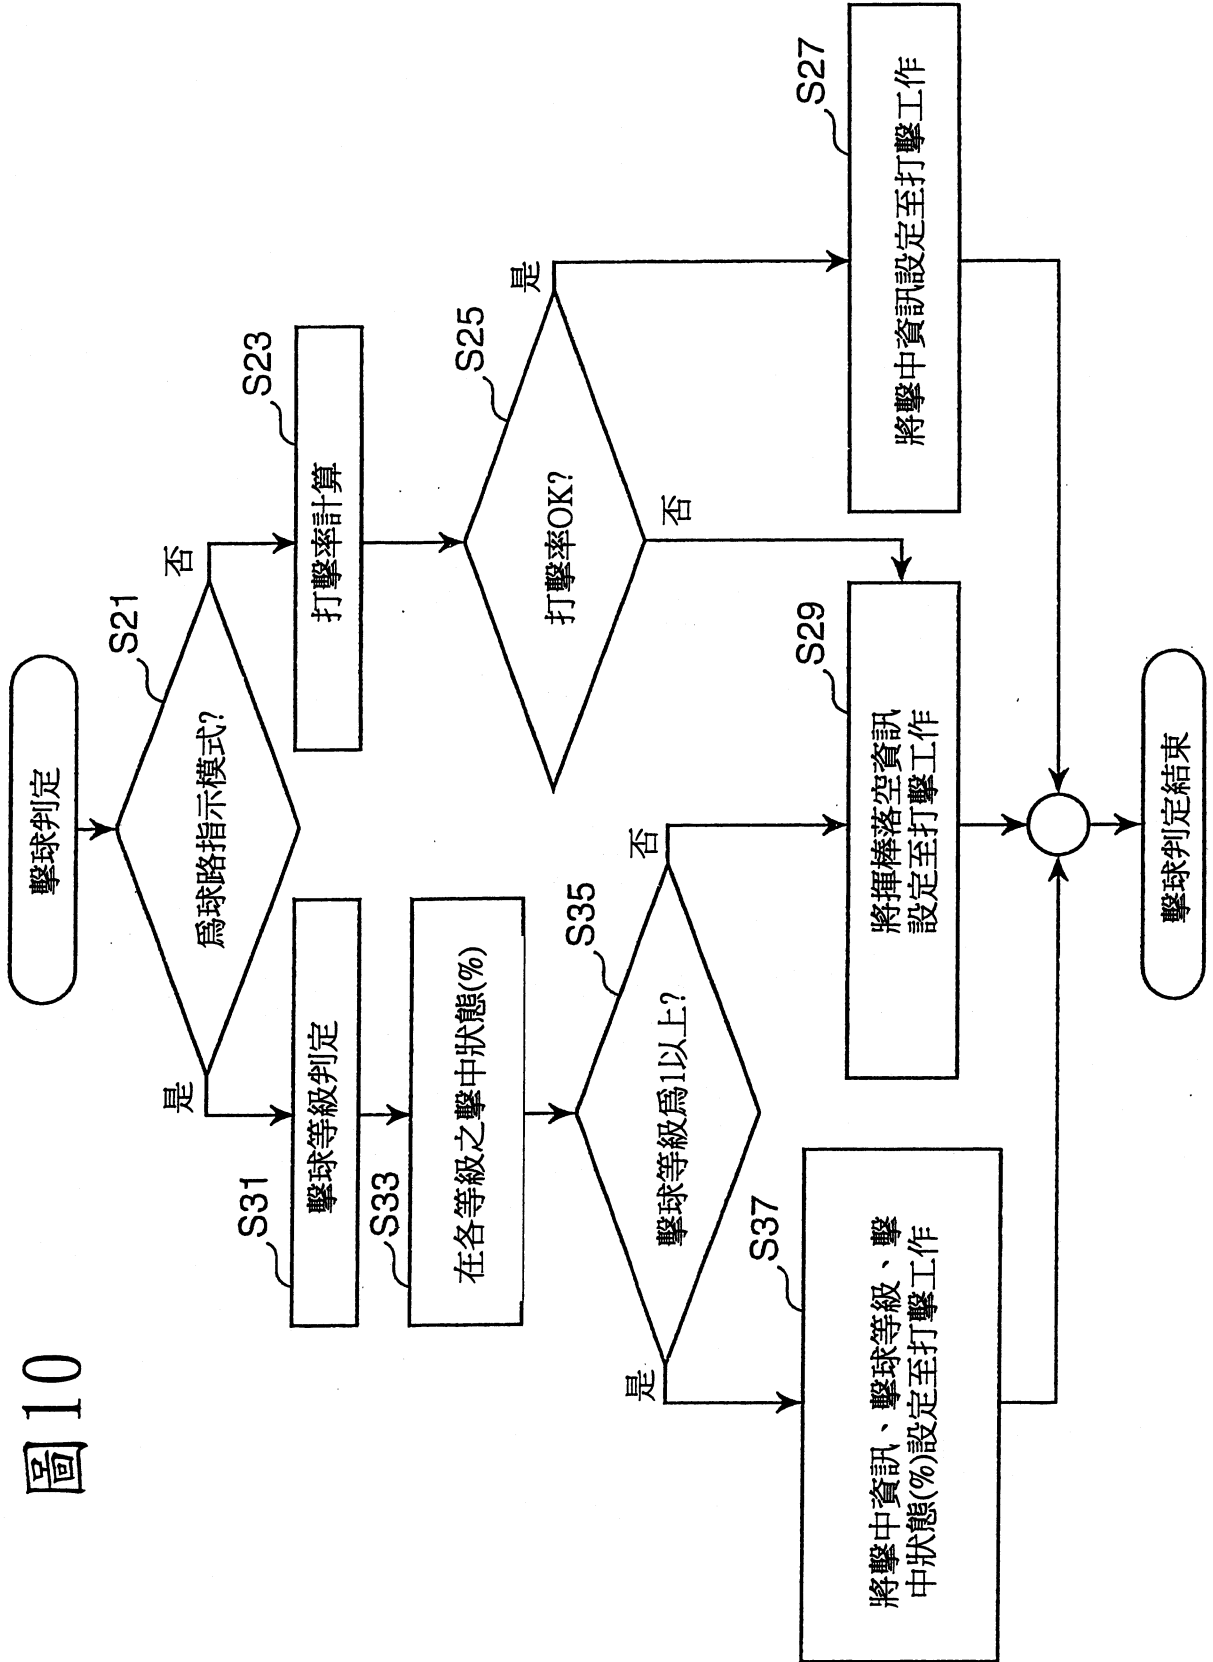 圖10
擊球判定
S21
爲球路指示模式?
是
否
S31
擊球等級判定
S23
打擊率計算
S33
在各等級之擊中狀態(%)
S25
打擊率OK?
是
否
S35
擊球等級爲1以上?
是
否
S37
將擊中資訊、擊球等級、擊
中狀態(%)設定至打擊工作
S29
將揮棒落空資訊
設定至打擊工作
S27
將擊中資訊設定至打擊工作
擊球判定結束